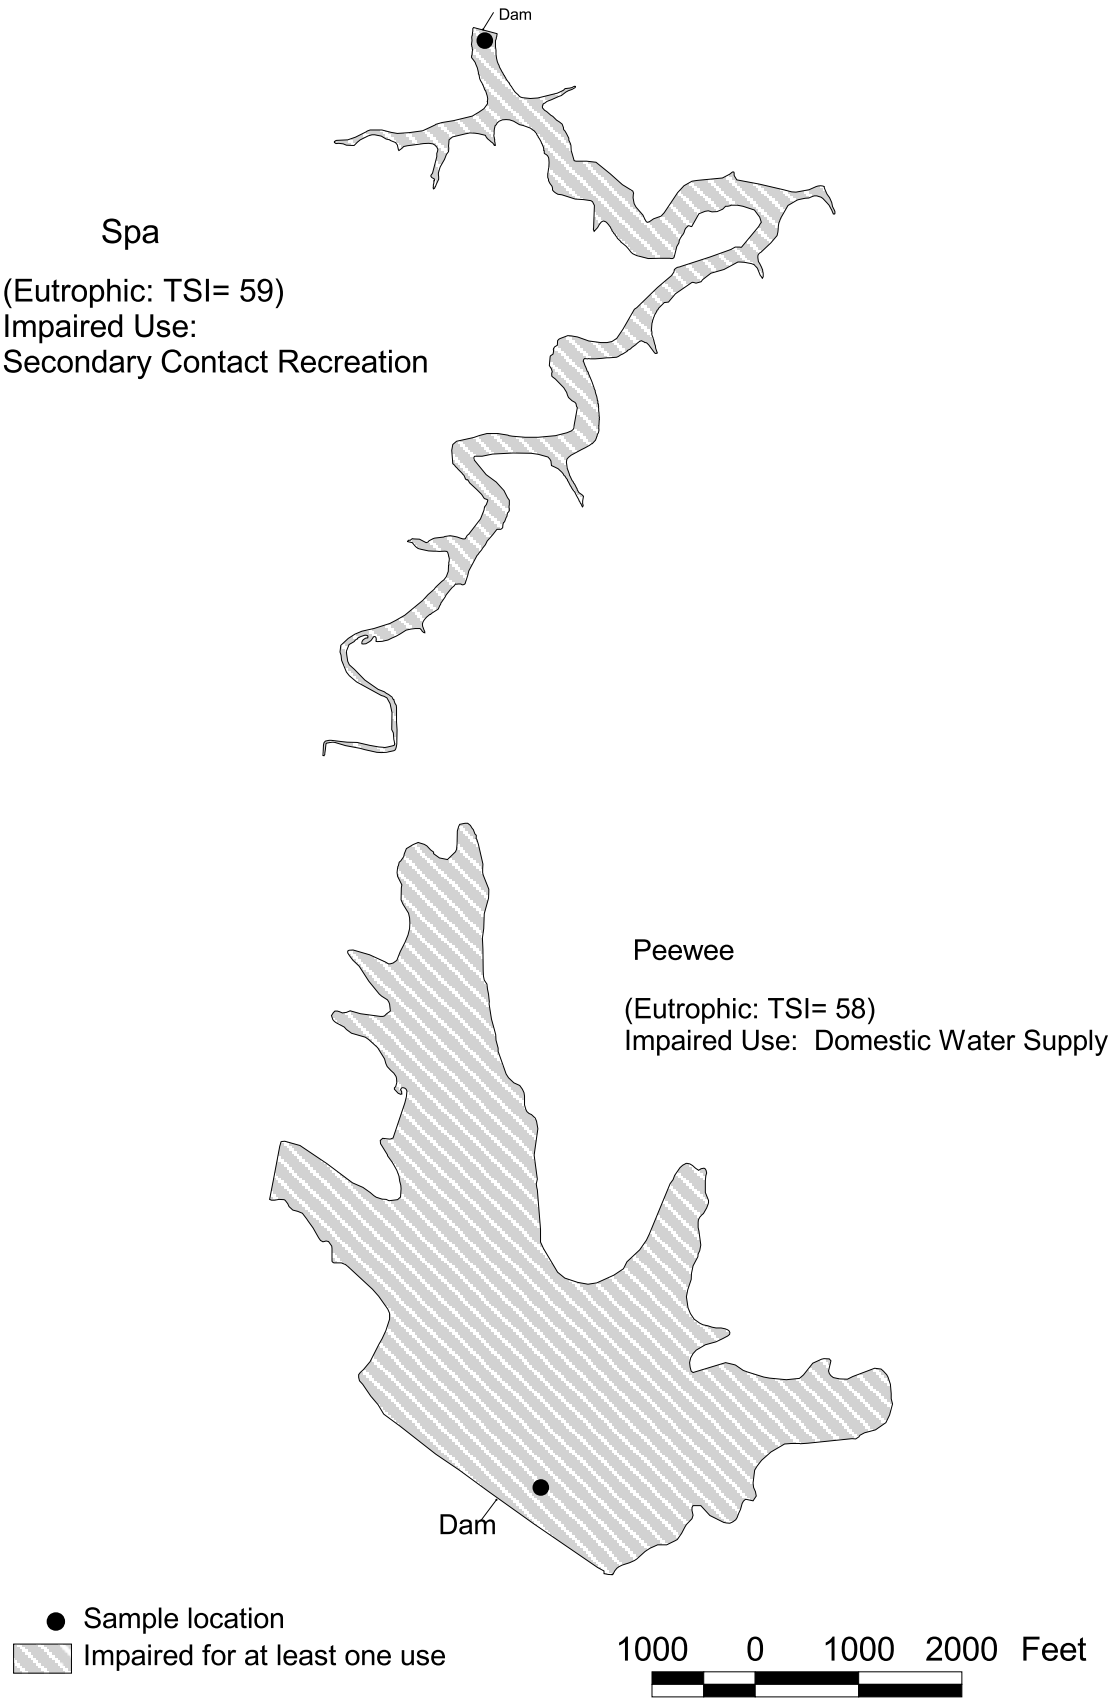 Dam
Spa
(Eutrophic: TSI= 59)
Impaired Use:
Secondary Contact Recreation
Peewee
(Eutrophic: TSI= 58)
Impaired Use:  Domestic Water Supply
Dam
Sample location
Impaired for at least one use
1000 0 1000 2000 Feet